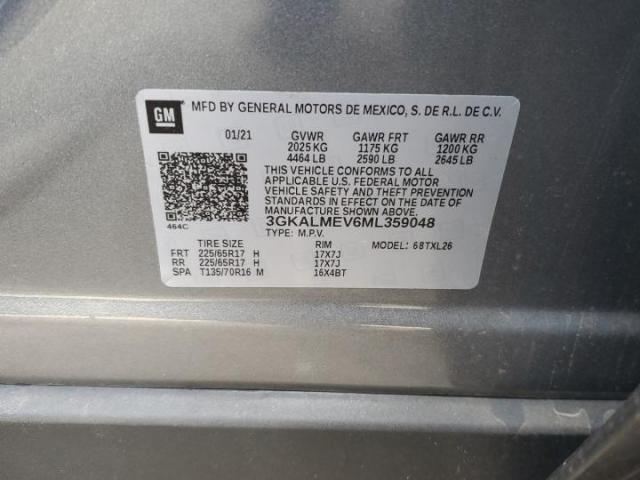 GM
MFD BY GENERAL MOTORS DE MEXICO, S. DE R.L. DE C.V.
01/21 GVWR GAWR FRT GAWR RR
2025 KG 1175 KG 1200 KG
4464 LB 2590 LB 2645 LB
THIS VEHICLE CONFORMS TO ALL
APPLICABLE U.S. FEDERAL MOTOR
VEHICLE SAFETY AND THEFT PREVENTION
STANDARDS IN EFFECT ON THE DATE OF
MANUFACTURE SHOWN ABOVE.
464C 3GKALMEV6ML359048
TYPE: M.P.V.
TIRE SIZE RIM MODEL: 68TXL26
FRT 225/65R17 H 17X7J
RR 225/65R17 H 17X7J
SPA T135/70R16 M 16X4BT